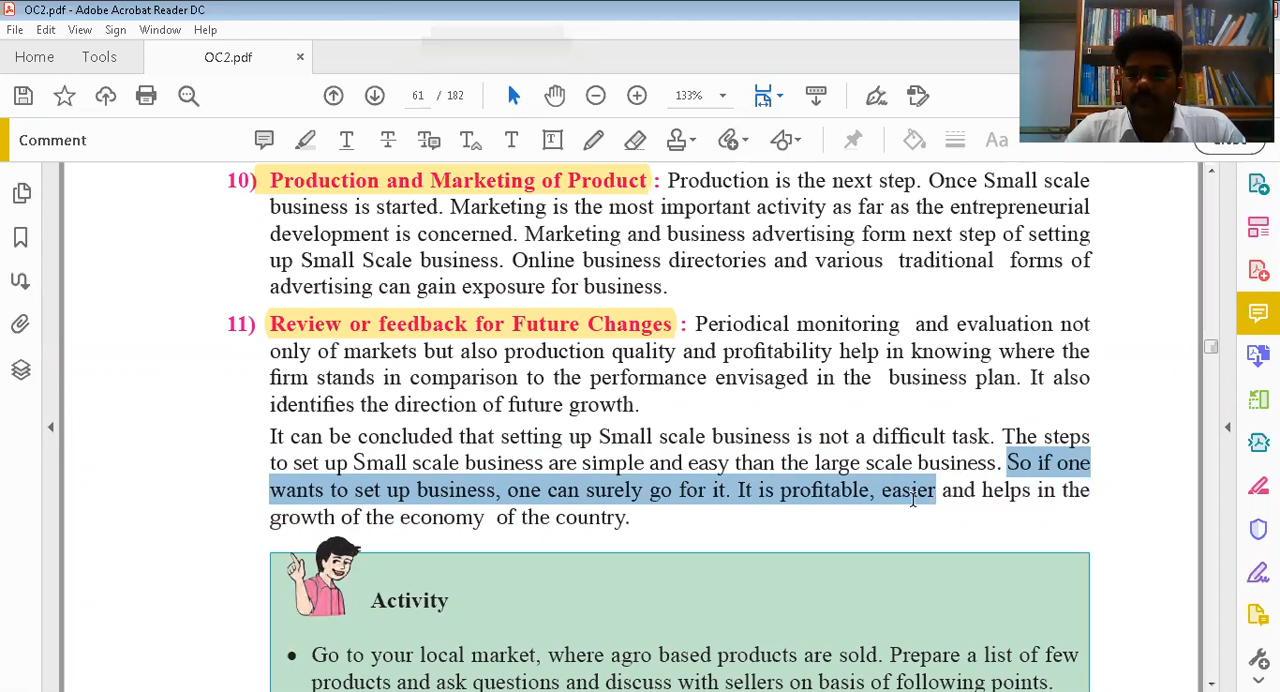 OC2.pdf - Adobe Acrobat Reader DC
File Edit View Sign Window Help
Home Tools OC2.pdf ×
61 / 182 133%
Comment
10) Production and Marketing of Product : Production is the next step. Once Small scale
business is started. Marketing is the most important activity as far as the entrepreneurial
development is concerned. Marketing and business advertising form next step of setting
up Small Scale business. Online business directories and various traditional forms of
advertising can gain exposure for business.
11) Review or feedback for Future Changes : Periodical monitoring and evaluation not
only of markets but also production quality and profitability help in knowing where the
firm stands in comparison to the performance envisaged in the business plan. It also
identifies the direction of future growth.
It can be concluded that setting up Small scale business is not a difficult task. The steps
to set up Small scale business are simple and easy than the large scale business. So if one
wants to set up business, one can surely go for it. It is profitable, easier and helps in the
growth of the economy of the country.
Activity
• Go to your local market, where agro based products are sold. Prepare a list of few
products and ask questions and discuss with sellers on basis of following points.